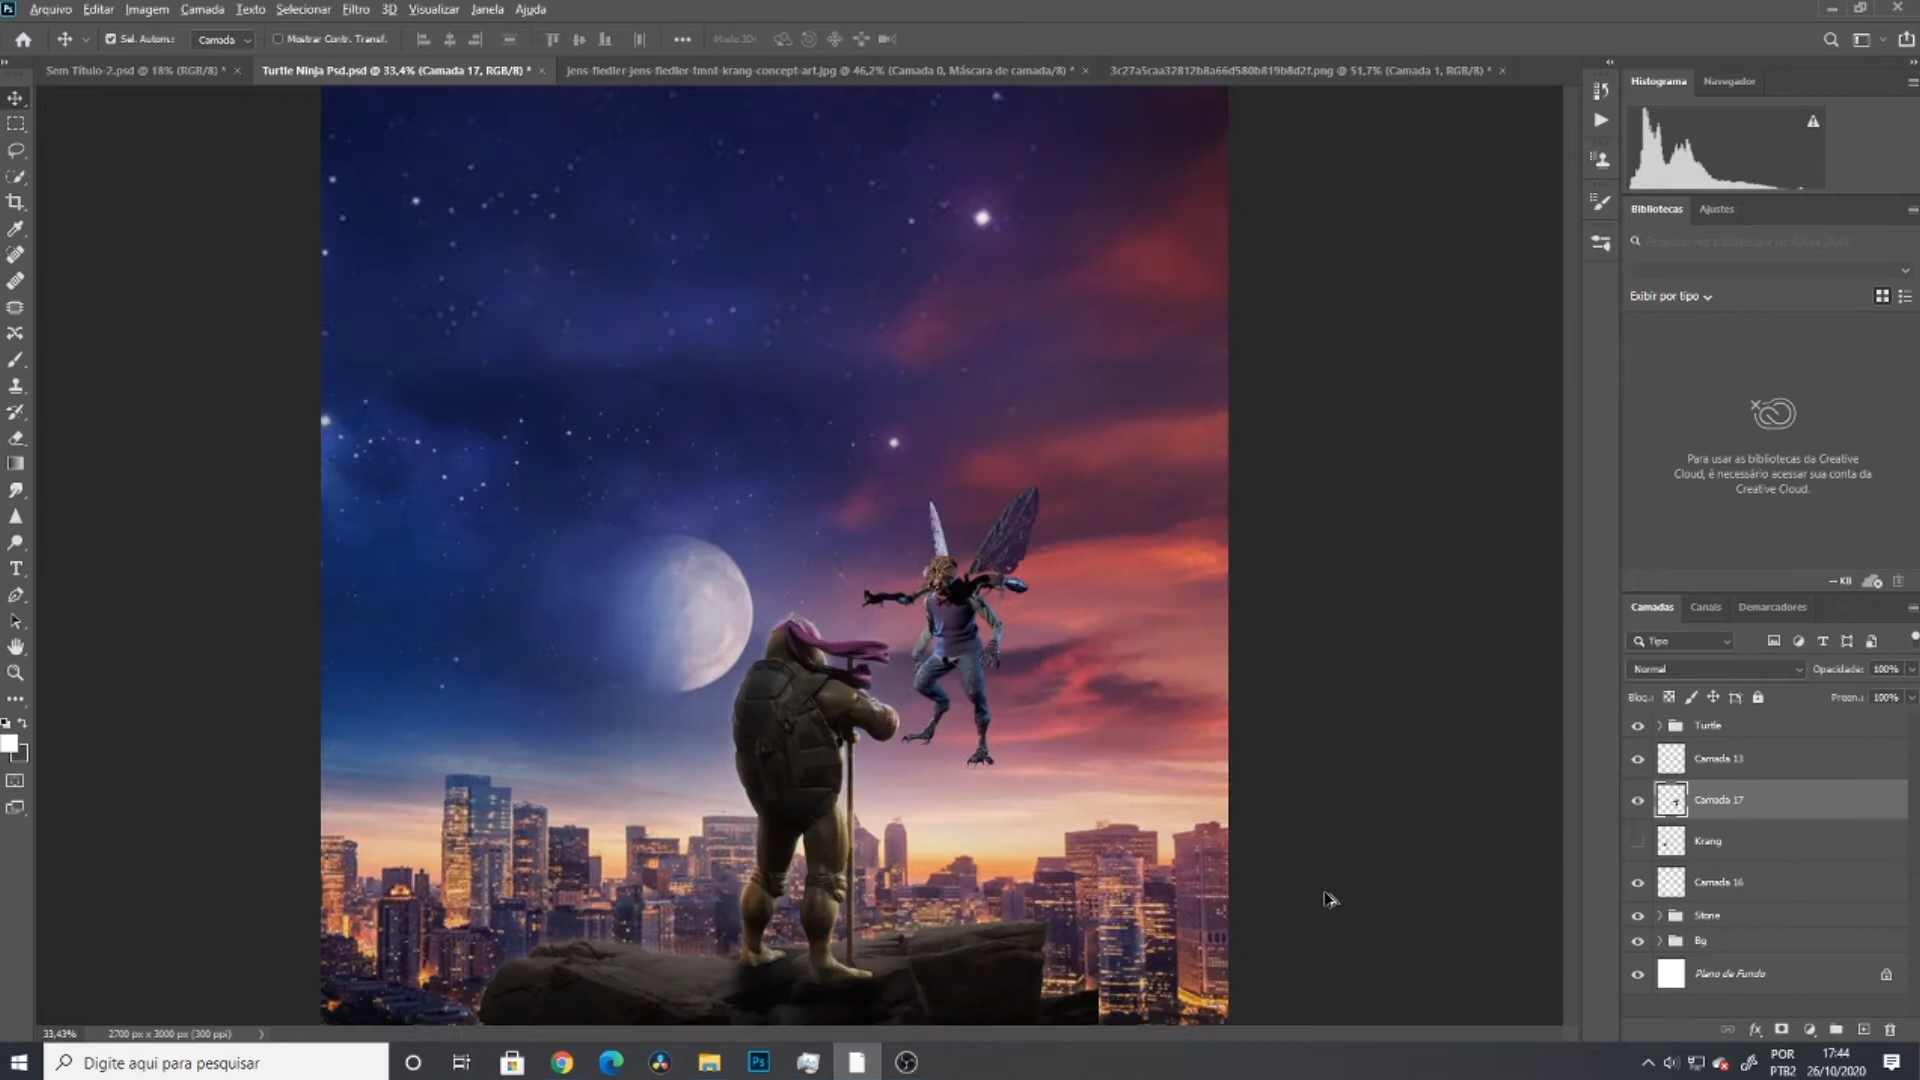 Ps Arquivo Editar Imagem Camada Texto Selecionar Filtro 3D Visualizar Janela Ajuda
Sel. Autom.: Camada Mostrar Contr. Transf. ••• Modo 3D:
Sem Título-2.psd @ 18% (RGB/8) * × Turtle Ninja Psd.psd @ 33,4% (Camada 17, RGB/8) * × jens-fiedler-jens-fiedler-tmnt-krang-concept-art.jpg @ 46,2% (Camada 0, Máscara de camada/8) * × 3c27a5caa32812b8a66d580b819b8d2f.png @ 51,7% (Camada 1, RGB/8) * ×
Histograma Navegador
Bibliotecas Ajustes
Exibir por tipo
Para usar as bibliotecas da Creative
Cloud, é necessário acessar sua conta da
Creative Cloud.
-- KB
Camadas Canais Demarcadores
Tipo
Normal Opacidade: 100%
Bloq.: Preen.: 100%
Turtle
Camada 13
Camada 17
Krang
Camada 16
Stone
Bg
Plano de Fundo
33,43% 2700 px x 3000 px (300 ppi)
fx
Digite aqui para pesquisar
Ps
POR
PTB2
17:44
26/10/2020